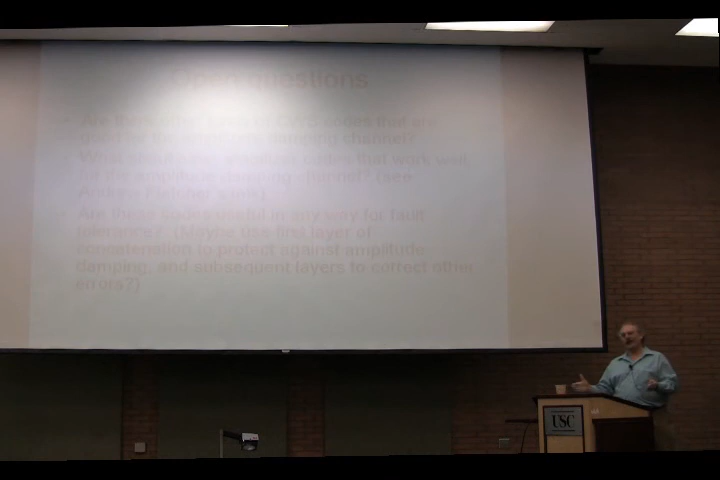 Open questions
Are there other kinds of CWS codes that are
good for the amplitude damping channel?
What about other amplitude codes that work well
for the amplitude damping channel? (see
Andrew Fletcher's work)
Are these codes useful in any way for fault
tolerance? (Maybe use first layer of
concatenation to protect against amplitude
damping, and subsequent layers to correct other
errors?)
USC